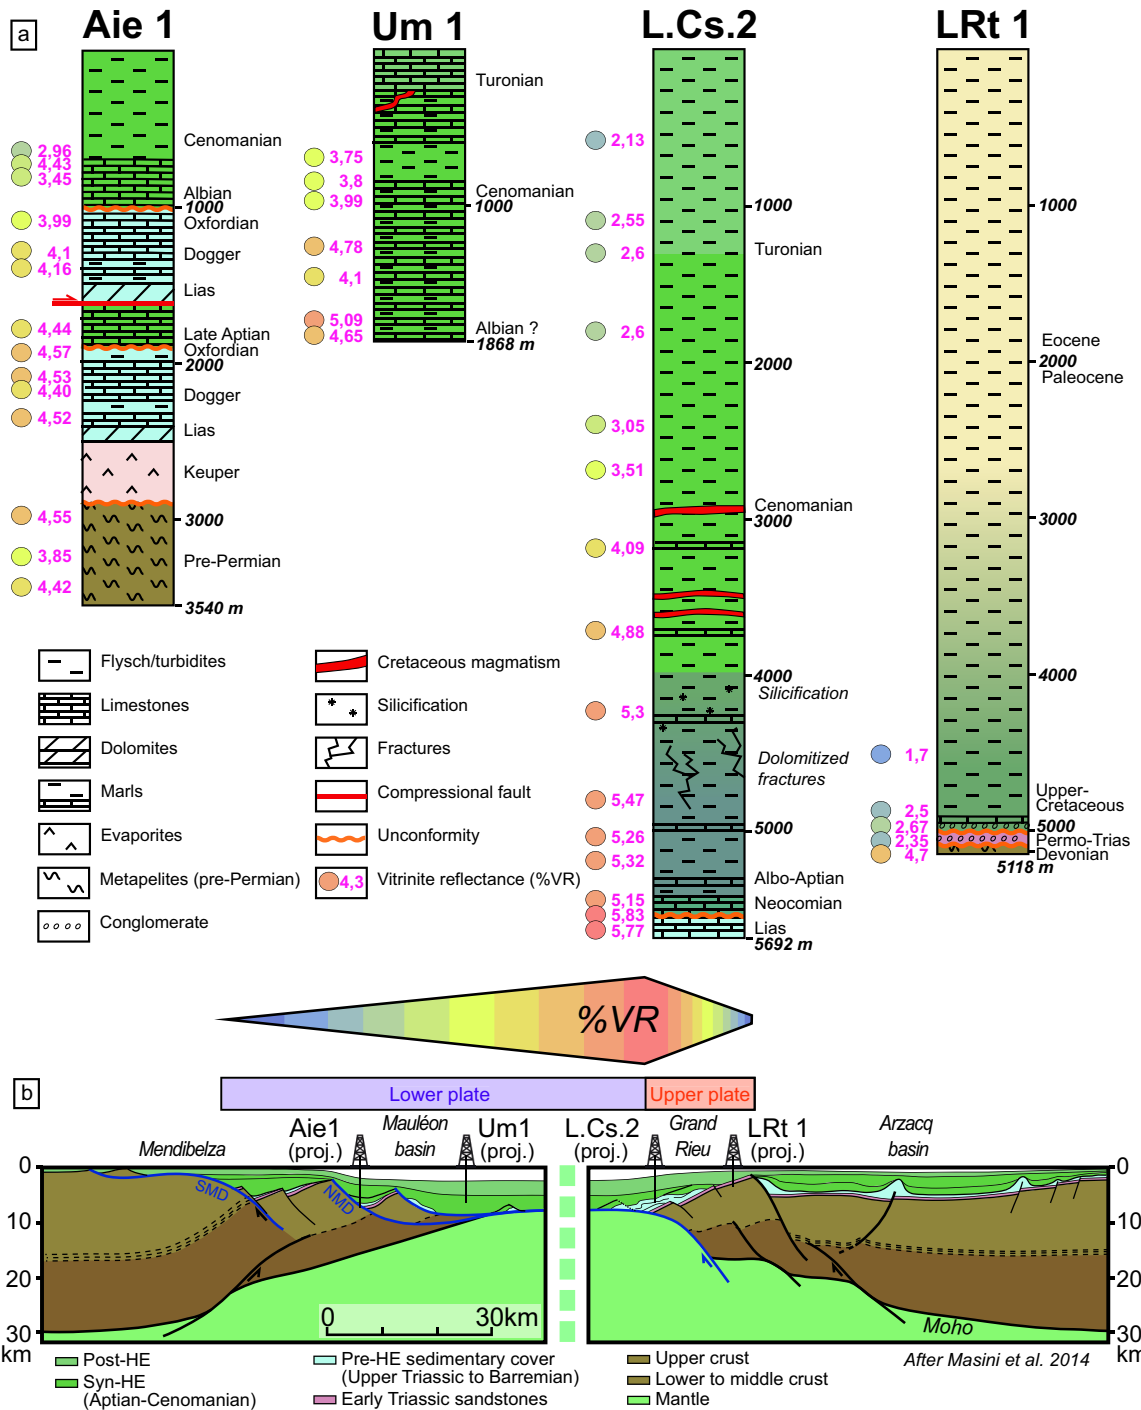 a
Aie 1
Um 1
L.Cs.2
LRt 1
Cenomanian
2,96
4,43
3,45
Albian
1000
3,99
Oxfordian
4,1
Dogger
4,16
Lias
4,44
Late Aptian
4,57
Oxfordian
2000
4,53
4,40
Dogger
4,52
Lias
Keuper
4,55
3000
3,85
Pre-Permian
4,42
3540 m
Turonian
3,75
3,8
Cenomanian
3,99
1000
4,78
4,1
5,09
Albian ?
4,65
1868 m
2,13
1000
2,55
Turonian
2,6
2,6
2000
3,05
3,51
Cenomanian
3000
4,09
4,88
4000
Silicification
5,3
Dolomitized
fractures
5,47
5000
5,26
5,32
Albo-Aptian
5,15
Neocomian
5,83
Lias
5,77
5692 m
1000
Eocene
2000
Paleocene
3000
4000
1,7
Upper-
Cretaceous
2,5
5000
2,67
Permo-Trias
2,35
Devonian
4,7
5118 m
Flysch/turbidites
Limestones
Dolomites
Marls
Evaporites
Metapelites (pre-Permian)
Conglomerate
Cretaceous magmatism
Silicification
Fractures
Compressional fault
Unconformity
4,3 Vitrinite reflectance (%VR)
%VR
b
Lower plate
Upper plate
Mendibelza
Aie1
(proj.)
Mauléon
basin
Um1
(proj.)
L.Cs.2
(proj.)
Grand
Rieu
LRt 1
(proj.)
Arzacq
basin
0
10
20
30
km
SMD
NMD
0 30km
Moho
0
10
20
30
km
Post-HE
Syn-HE
(Aptian-Cenomanian)
Pre-HE sedimentary cover
(Upper Triassic to Barremian)
Early Triassic sandstones
Upper crust
Lower to middle crust
Mantle
After Masini et al. 2014